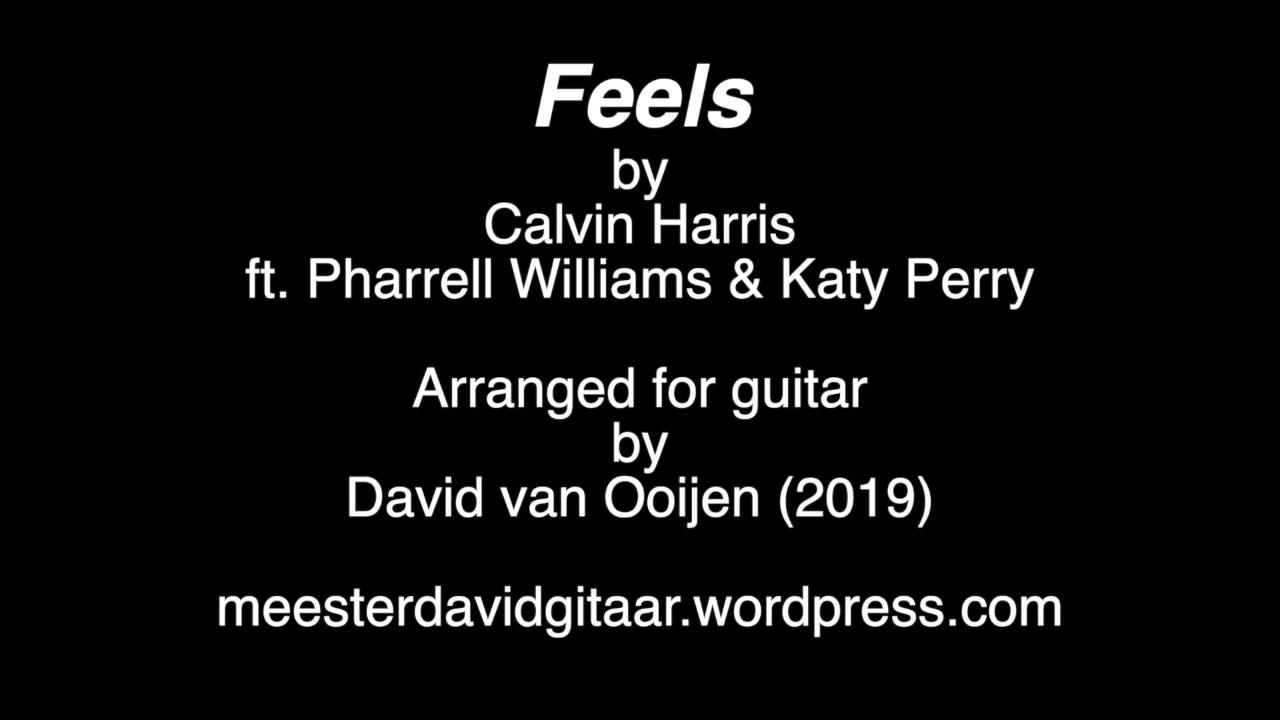 Feels
by
Calvin Harris
ft. Pharrell Williams & Katy Perry
Arranged for guitar
by
David van Ooijen (2019)
meesterdavidgitaar.wordpress.com